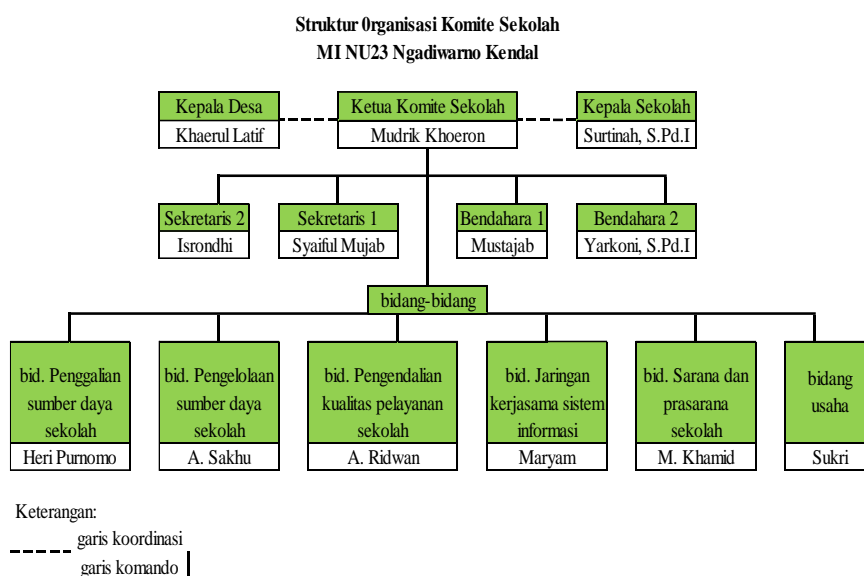 Struktur 0rganisasi Komite Sekolah
MI NU23 Ngadiwarno Kendal
Kepala Desa
Khaerul Latif
Ketua Komite Sekolah
Mudrik Khoeron
Kepala Sekolah
Surtinah, S.Pd.I
Sekretaris 2
Isrondhi
Sekretaris 1
Syaiful Mujab
Bendahara 1
Mustajab
Bendahara 2
Yarkoni, S.Pd.I
bidang-bidang
bid. Penggalian
sumber daya
sekolah
Heri Purnomo
bid. Pengelolaan
sumber daya
sekolah
A. Sakhu
bid. Pengendalian
kualitas pelayanan
sekolah
A. Ridwan
bid. Jaringan
kerjasama sistem
informasi
Maryam
bid. Sarana dan
prasarana
sekolah
M. Khamid
bidang
usaha
Sukri
Keterangan:
garis koordinasi
garis komando